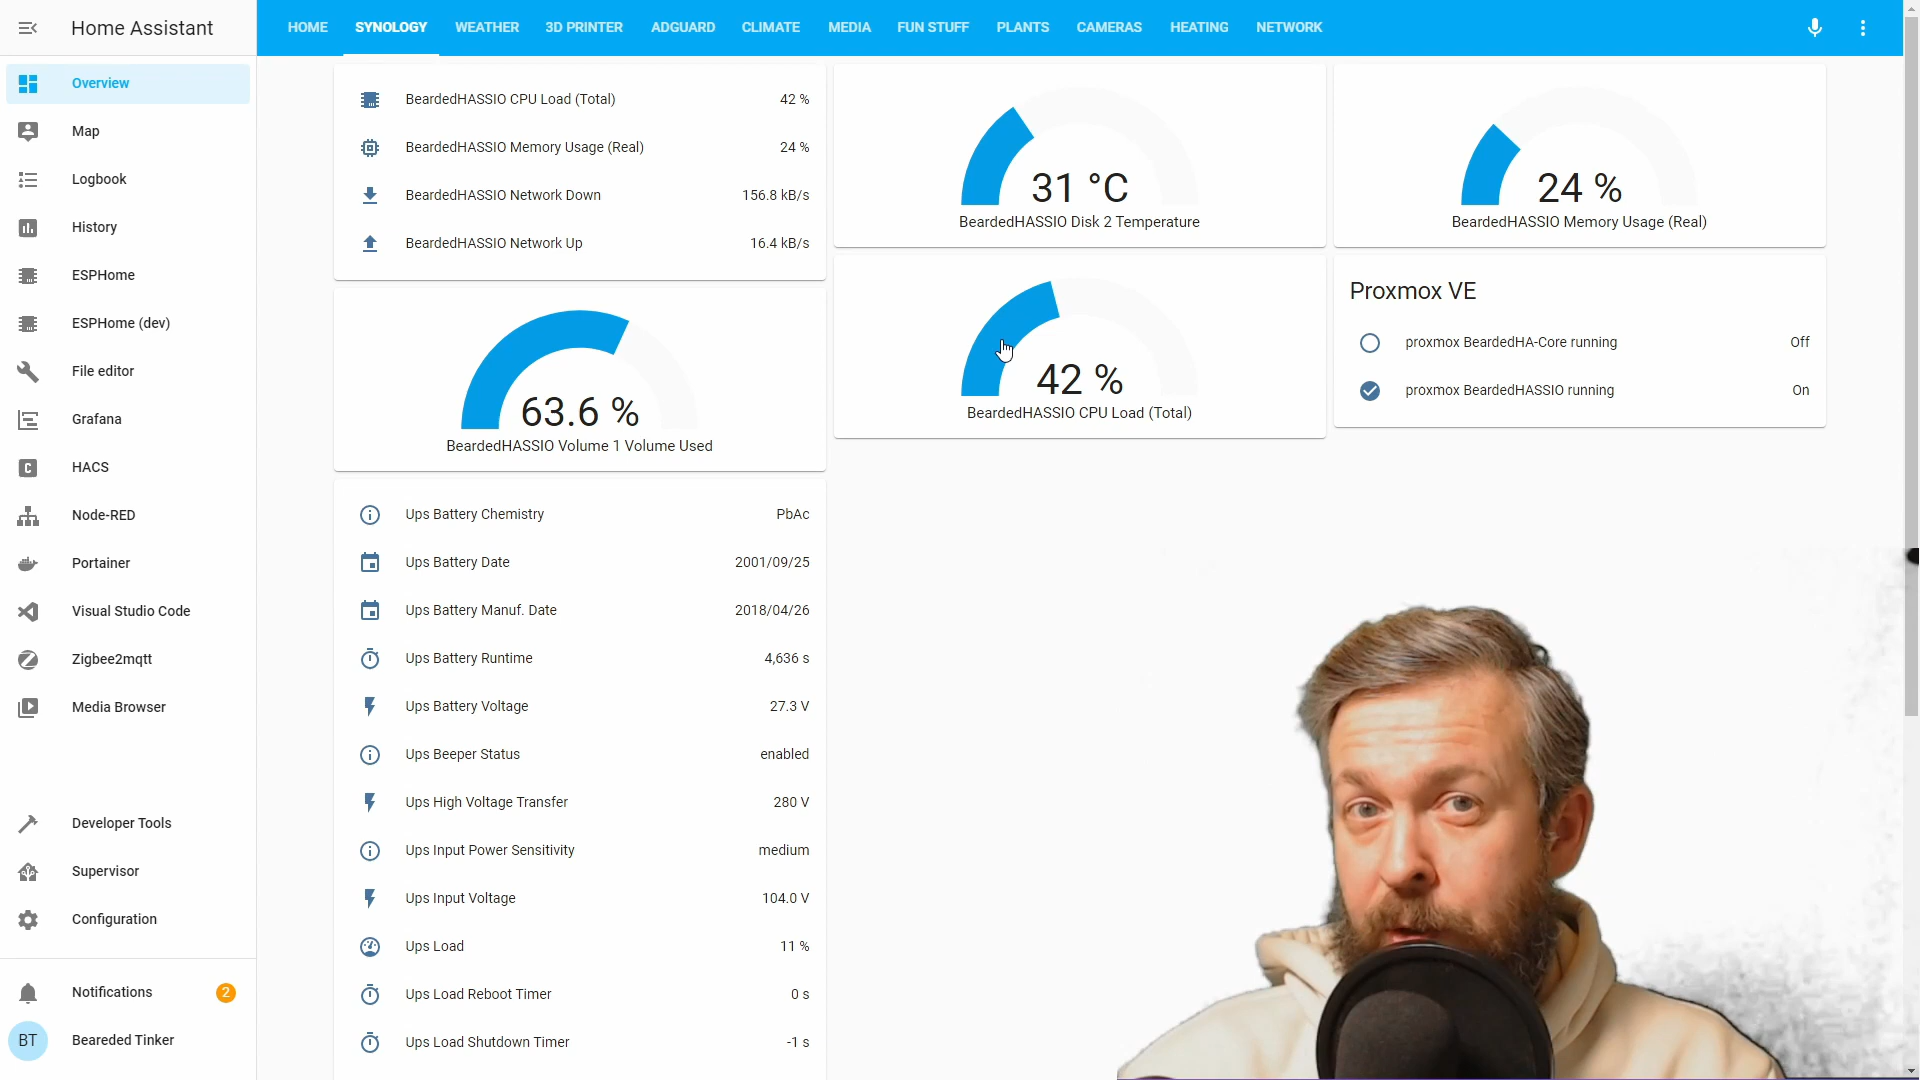 Home Assistant
HOME SYNOLOGY WEATHER 3D PRINTER ADGUARD CLIMATE MEDIA FUN STUFF PLANTS CAMERAS HEATING NETWORK
Overview
Map
Logbook
History
ESPHome
ESPHome (dev)
File editor
Grafana
C HACS
Node-RED
Portainer
Visual Studio Code
Zigbee2mqtt
Media Browser
Developer Tools
Supervisor
Configuration
Notifications 2
BT Beareded Tinker
BeardedHASSIO CPU Load (Total) 42 %
BeardedHASSIO Memory Usage (Real) 24 %
BeardedHASSIO Network Down 156.8 kB/s
BeardedHASSIO Network Up 16.4 kB/s
63.6 %
BeardedHASSIO Volume 1 Volume Used
Ups Battery Chemistry PbAc
Ups Battery Date 2001/09/25
Ups Battery Manuf. Date 2018/04/26
Ups Battery Runtime 4,636 s
Ups Battery Voltage 27.3 V
Ups Beeper Status enabled
Ups High Voltage Transfer 280 V
Ups Input Power Sensitivity medium
Ups Input Voltage 104.0 V
Ups Load 11 %
Ups Load Reboot Timer 0 s
Ups Load Shutdown Timer -1 s
31 °C
BeardedHASSIO Disk 2 Temperature
42 %
BeardedHASSIO CPU Load (Total)
24 %
BeardedHASSIO Memory Usage (Real)
Proxmox VE
proxmox BeardedHA-Core running Off
proxmox BeardedHASSIO running On